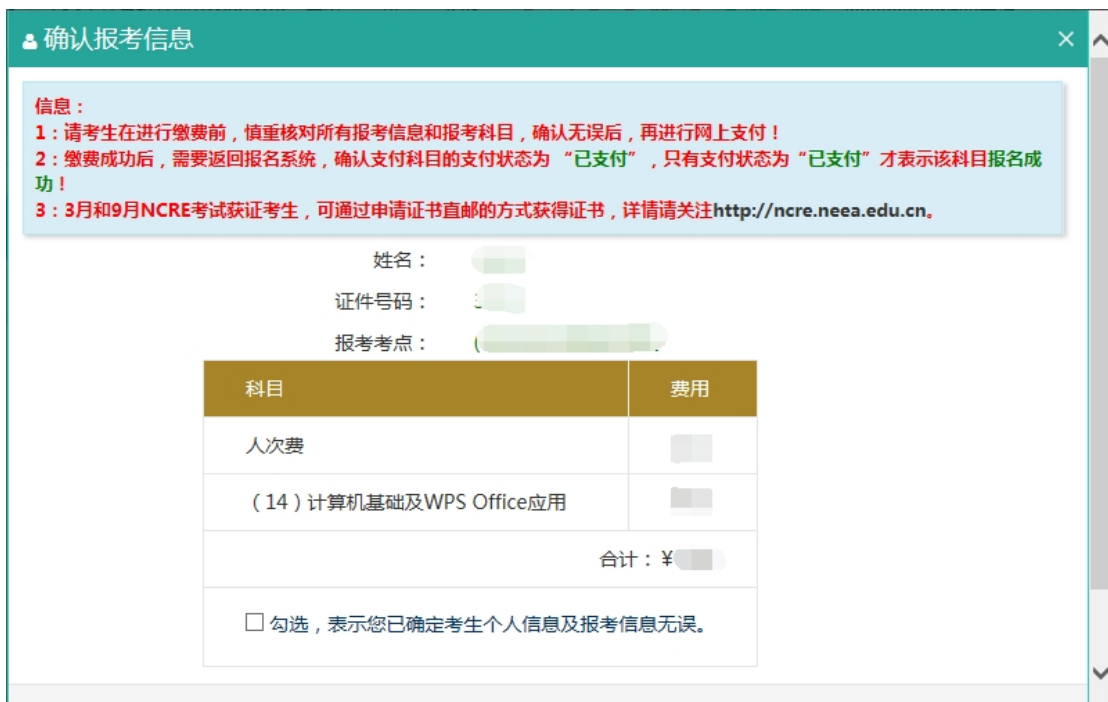 确认报考信息
信息：
1：请考生在进行缴费前，慎重核对所有报考信息和报考科目，确认无误后，再进行网上支付！
2：缴费成功后，需要返回报名系统，确认支付科目的支付状态为 “已支付” ，只有支付状态为“已支付”才表示该科目报名成
功！
3：3月和9月NCRE考试获证考生，可通过申请证书直邮的方式获得证书，详情请关注http://ncre.neea.edu.cn。
姓名：
证件号码：
报考考点： (
科目 费用
人次费
（14）计算机基础及WPS Office应用
合计：¥
勾选，表示您已确定考生个人信息及报考信息无误。